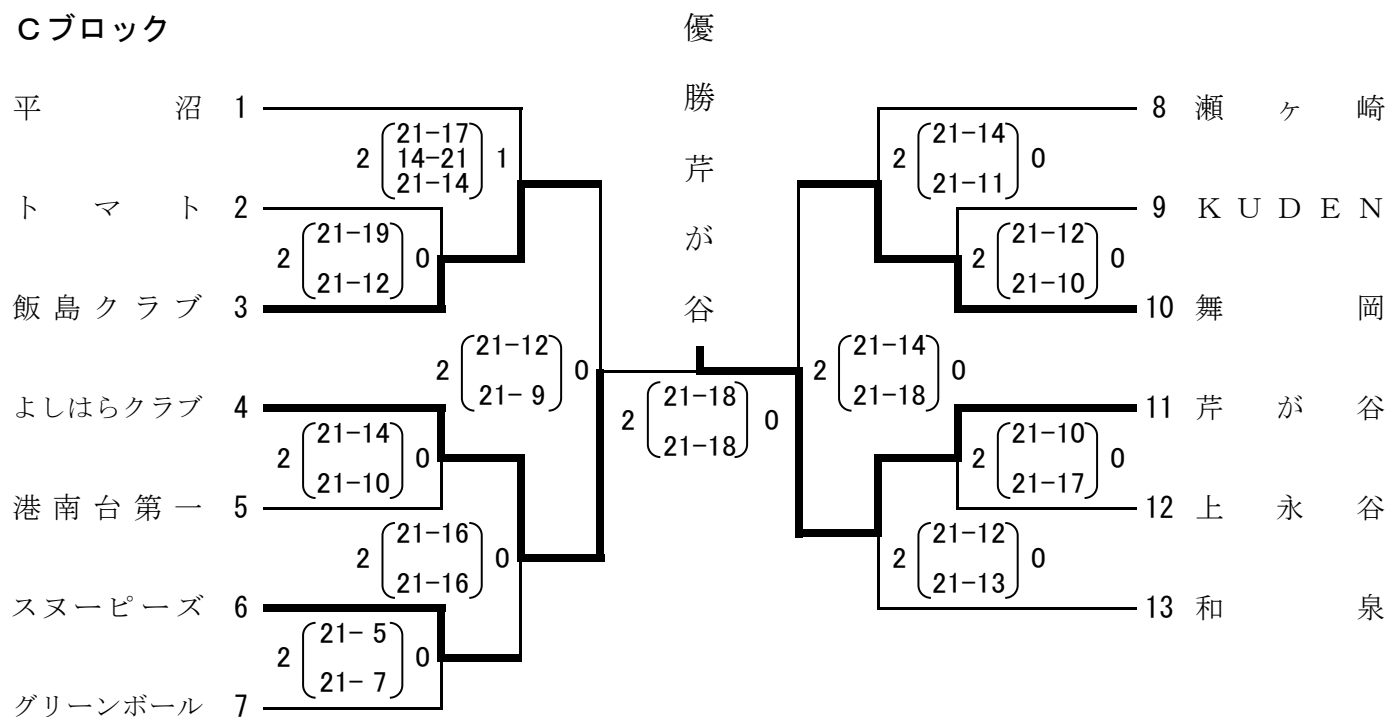 Cブロック
優勝 芹が谷
平沼 1
2 21-17 14-21 21-14 1
トマト 2
2 21-19 21-12 0
飯島クラブ 3
2 21-12 21- 9 0
よしはらクラブ 4
2 21-14 21-10 0
港南台第一 5
2 21-16 21-16 0
スヌーピーズ 6
2 21- 5 21- 7 0
グリーンボール 7
2 21-18 21-18 0
8 瀬ヶ崎
2 21-14 21-11 0
9 KUDEN
2 21-12 21-10 0
10 舞岡
2 21-14 21-18 0
11 芹が谷
2 21-10 21-17 0
12 上永谷
2 21-12 21-13 0
13 和泉